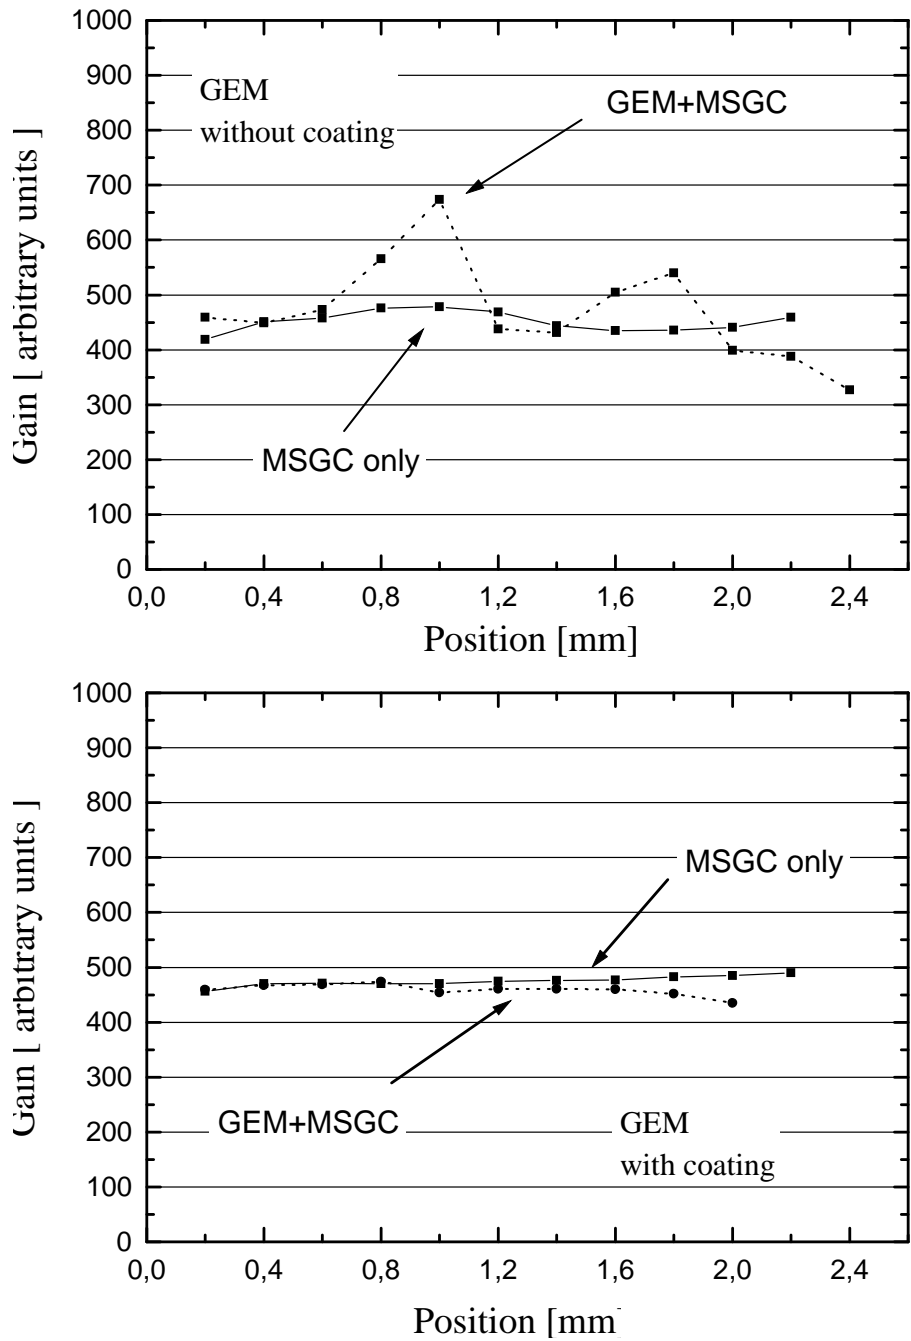 1000
900
800
700
600
500
400
300
200
100
0
Gain [ arbitrary units ]
GEM
without coating
GEM+MSGC
MSGC only
0,0 0,4 0,8 1,2 1,6 2,0 2,4
Position [mm]
1000
900
800
700
600
500
400
300
200
100
0
Gain [ arbitrary units ]
MSGC only
GEM+MSGC
GEM
with coating
0,0 0,4 0,8 1,2 1,6 2,0 2,4
Position [mm]